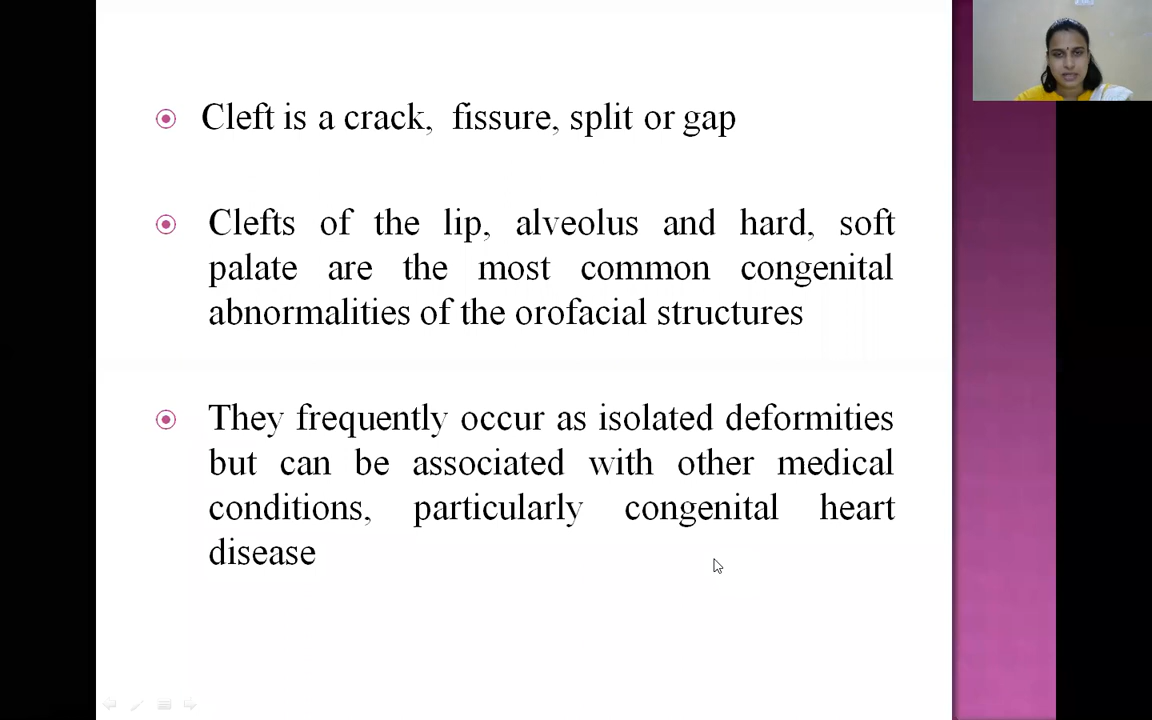 Cleft is a crack, fissure, split or gap
Clefts of the lip, alveolus and hard, soft
palate are the most common congenital
abnormalities of the orofacial structures
They frequently occur as isolated deformities
but can be associated with other medical
conditions, particularly congenital heart
disease